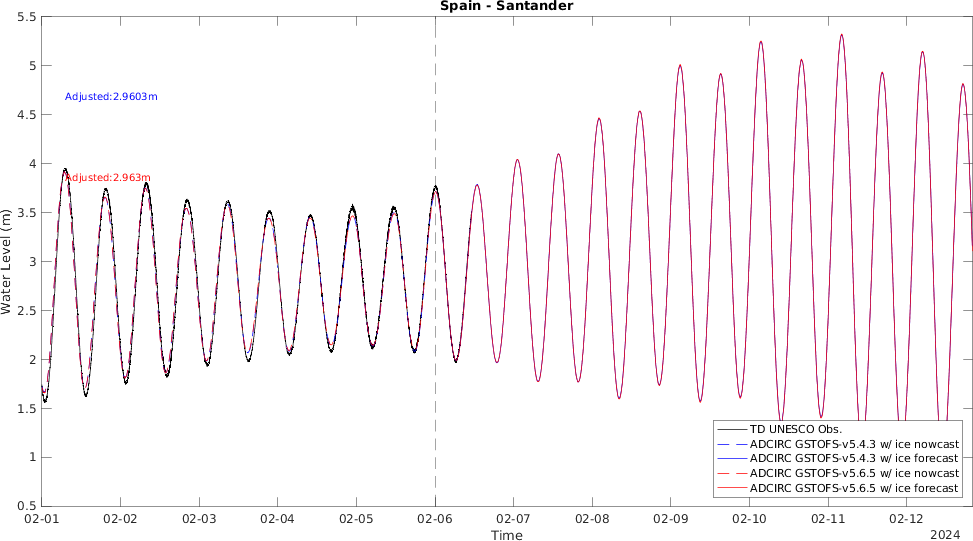 Spain - Santander
5.5
5
4.5
4
3.5
3
2.5
2
1.5
1
0.5
Water Level (m)
Adjusted:2.9603m
Adjusted:2.963m
TD UNESCO Obs.
ADCIRC GSTOFS-v5.4.3 w/ ice nowcast
ADCIRC GSTOFS-v5.4.3 w/ ice forecast
ADCIRC GSTOFS-v5.6.5 w/ ice nowcast
ADCIRC GSTOFS-v5.6.5 w/ ice forecast
02-01 02-02 02-03 02-04 02-05 02-06 02-07 02-08 02-09 02-10 02-11 02-12
Time
2024